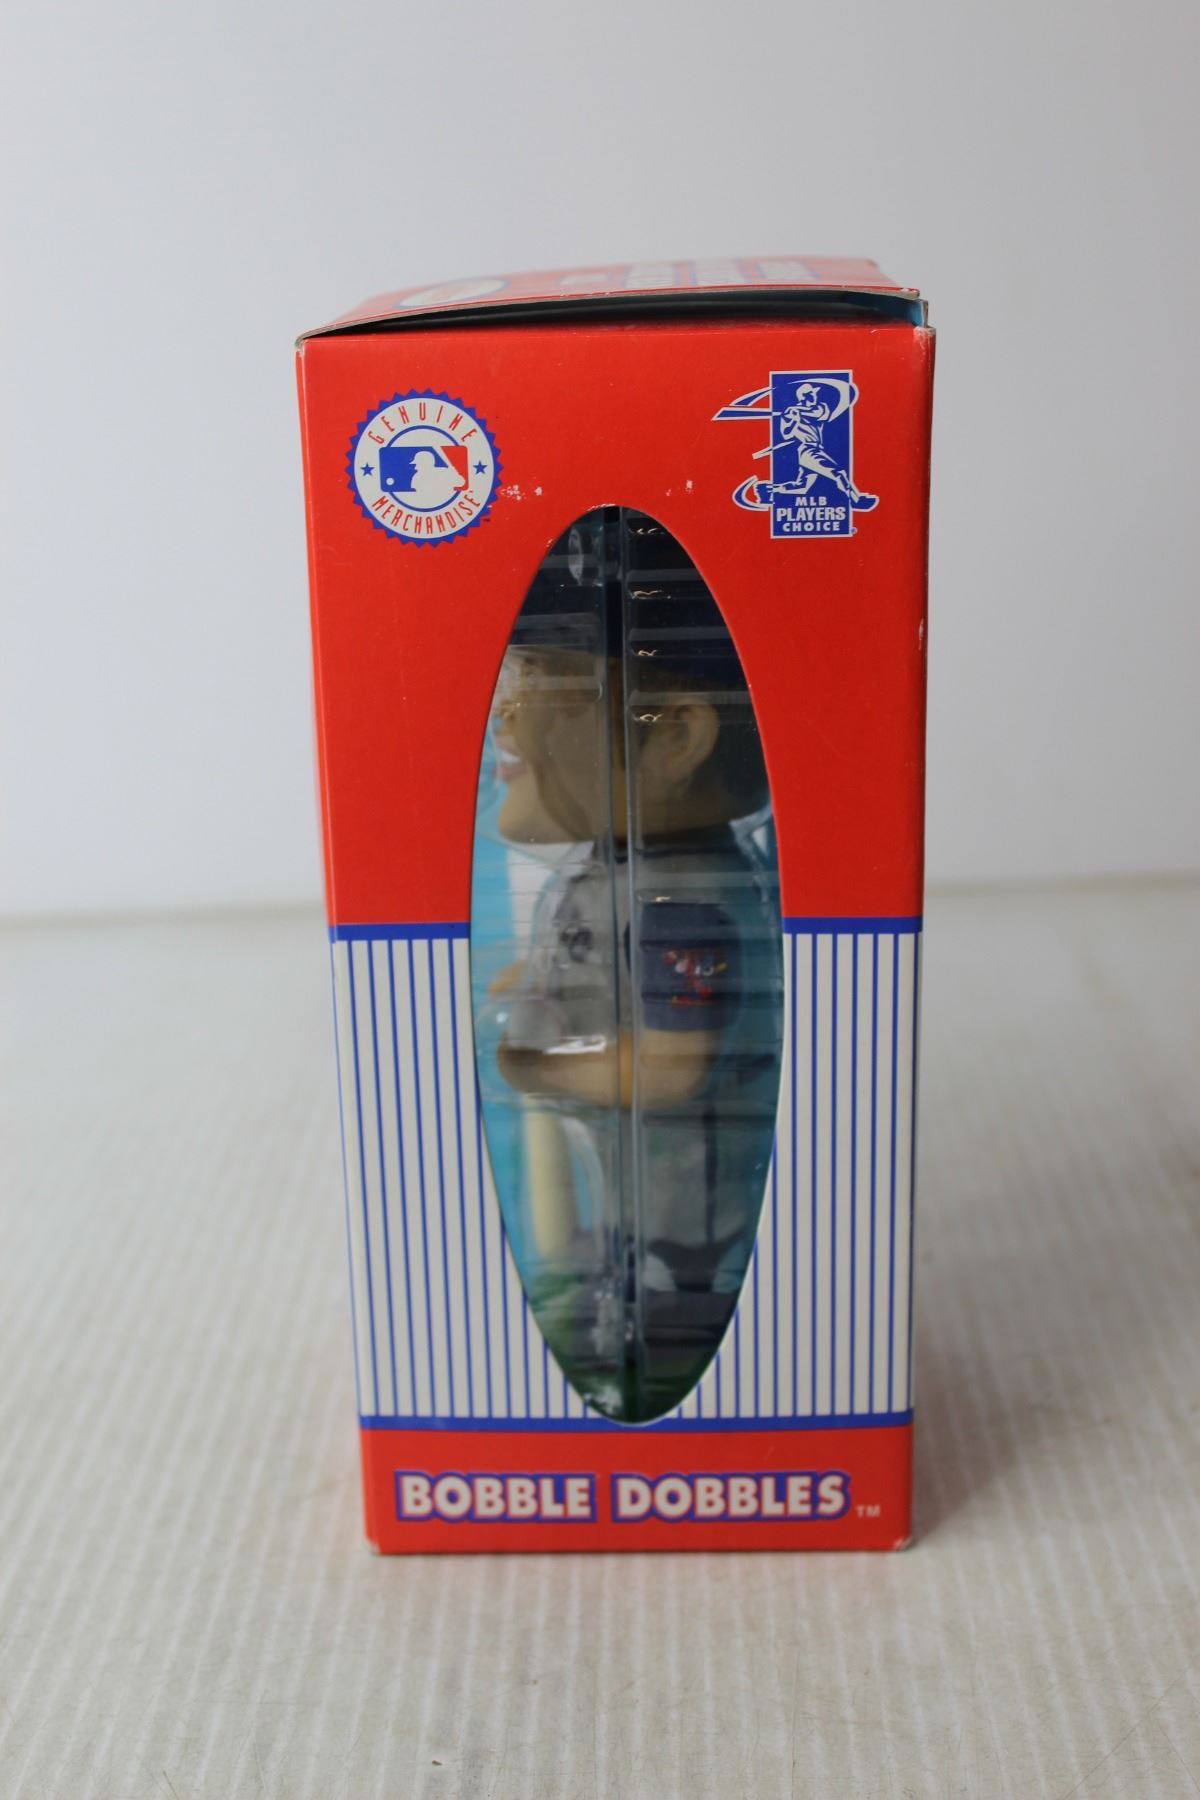 GENUINE
MERCHANDISE
MLB
PLAYERS
CHOICE
BOBBLE DOBBLES TM